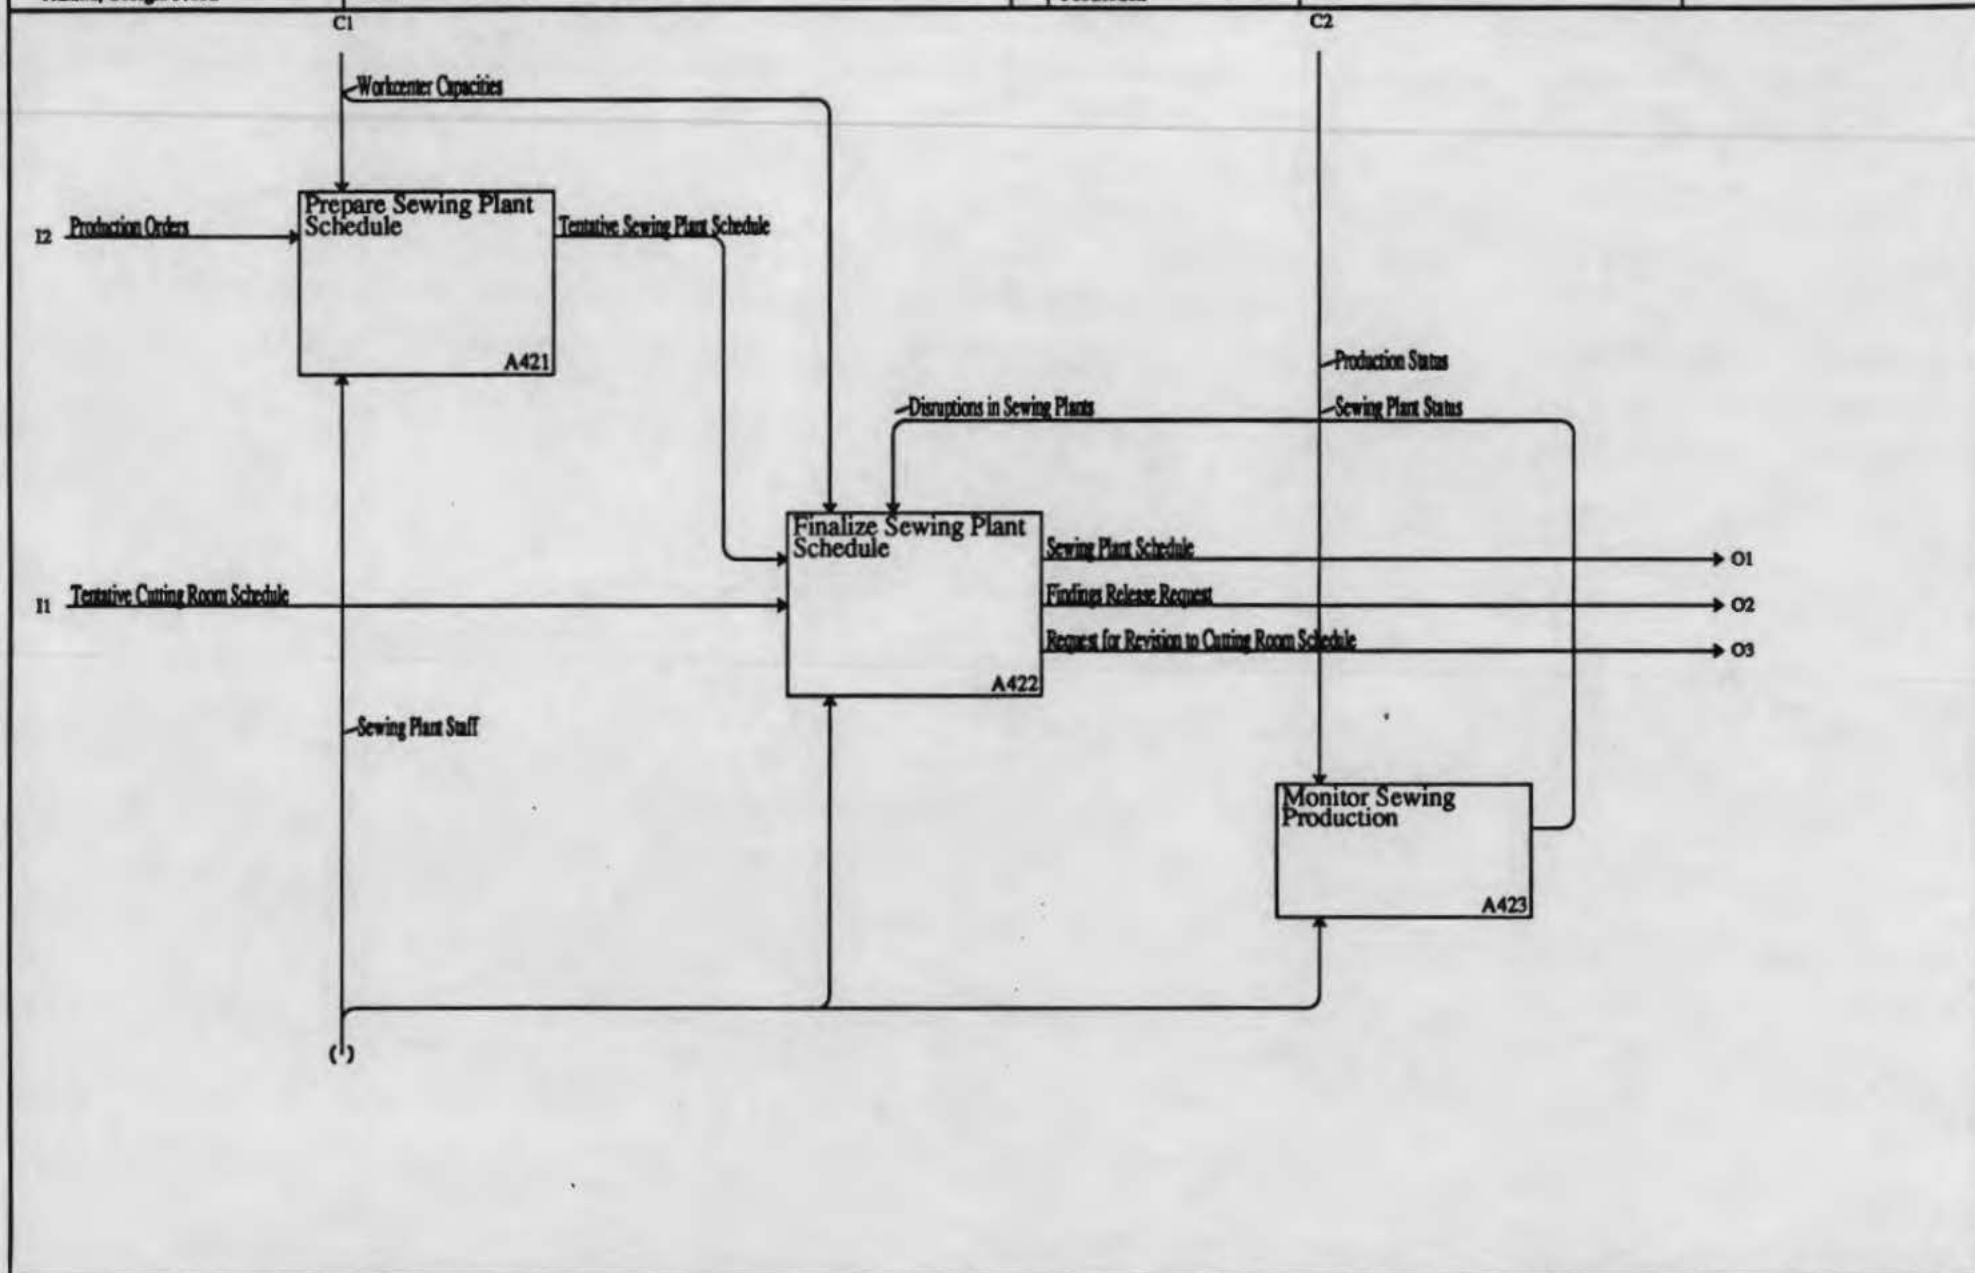 C1
C2
Workcenter Capacities
Prepare Sewing Plant
Schedule
I2
Production Orders
Tentative Sewing Plant Schedule
A421
Production Status
Disruptions in Sewing Plants
Sewing Plant Status
Finalize Sewing Plant
Schedule
Sewing Plant Schedule
O1
I1
Tentative Cutting Room Schedule
Findings Release Request
O2
Request for Revision to Cutting Room Schedule
O3
A422
Sewing Plant Staff
Monitor Sewing
Production
A423